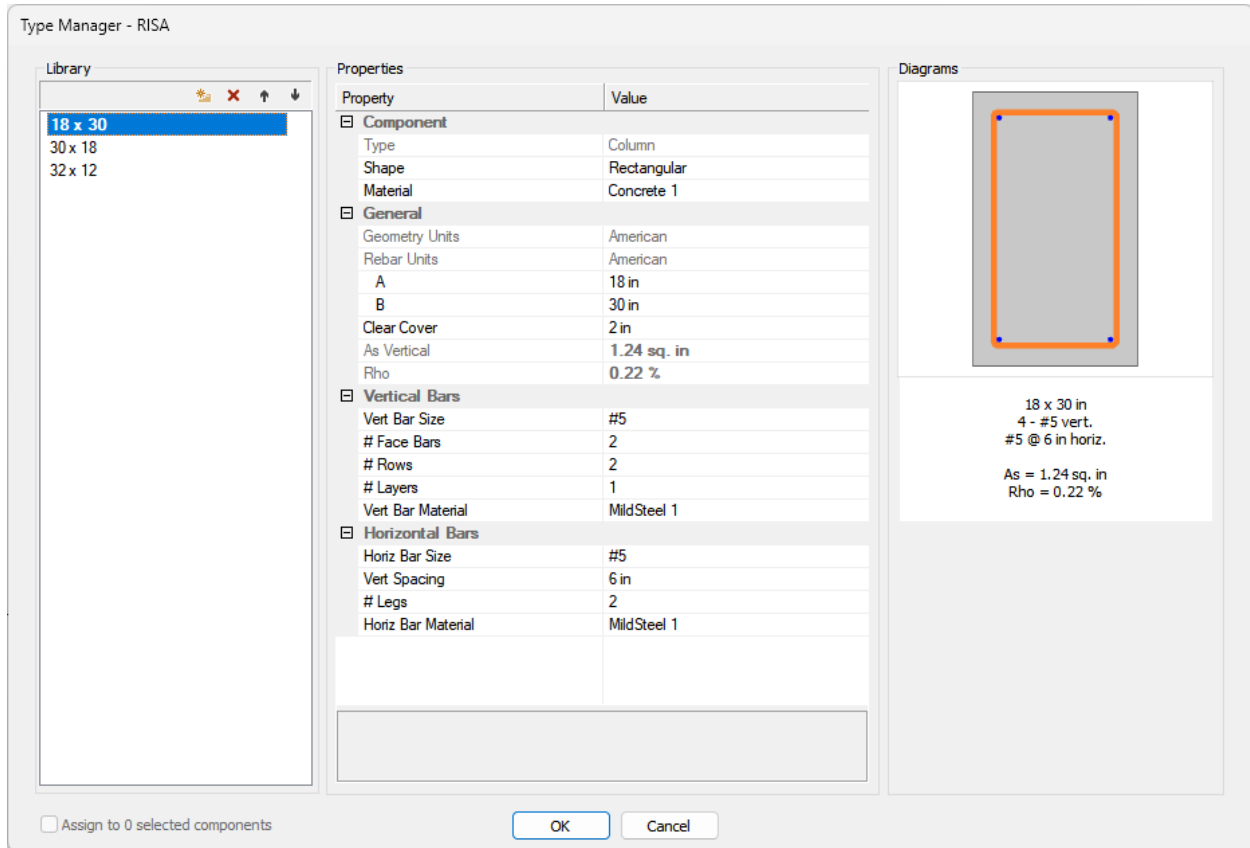 Type Manager - RISA
Library
18 x 30
30 x 18
32 x 12
Properties
Property Value
Component
Type Column
Shape Rectangular
Material Concrete 1
General
Geometry Units American
Rebar Units American
A 18 in
B 30 in
Clear Cover 2 in
As Vertical 1.24 sq. in
Rho 0.22 %
Vertical Bars
Vert Bar Size #5
# Face Bars 2
# Rows 2
# Layers 1
Vert Bar Material MildSteel 1
Horizontal Bars
Horiz Bar Size #5
Vert Spacing 6 in
# Legs 2
Horiz Bar Material MildSteel 1
Diagrams
18 x 30 in
4 - #5 vert.
#5 @ 6 in horiz.
As = 1.24 sq. in
Rho = 0.22 %
Assign to 0 selected components
OK Cancel